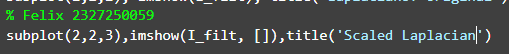 % Felix 2327250059
subplot(2,2,3),imshow(I_filt, []),title('Scaled Laplacian')